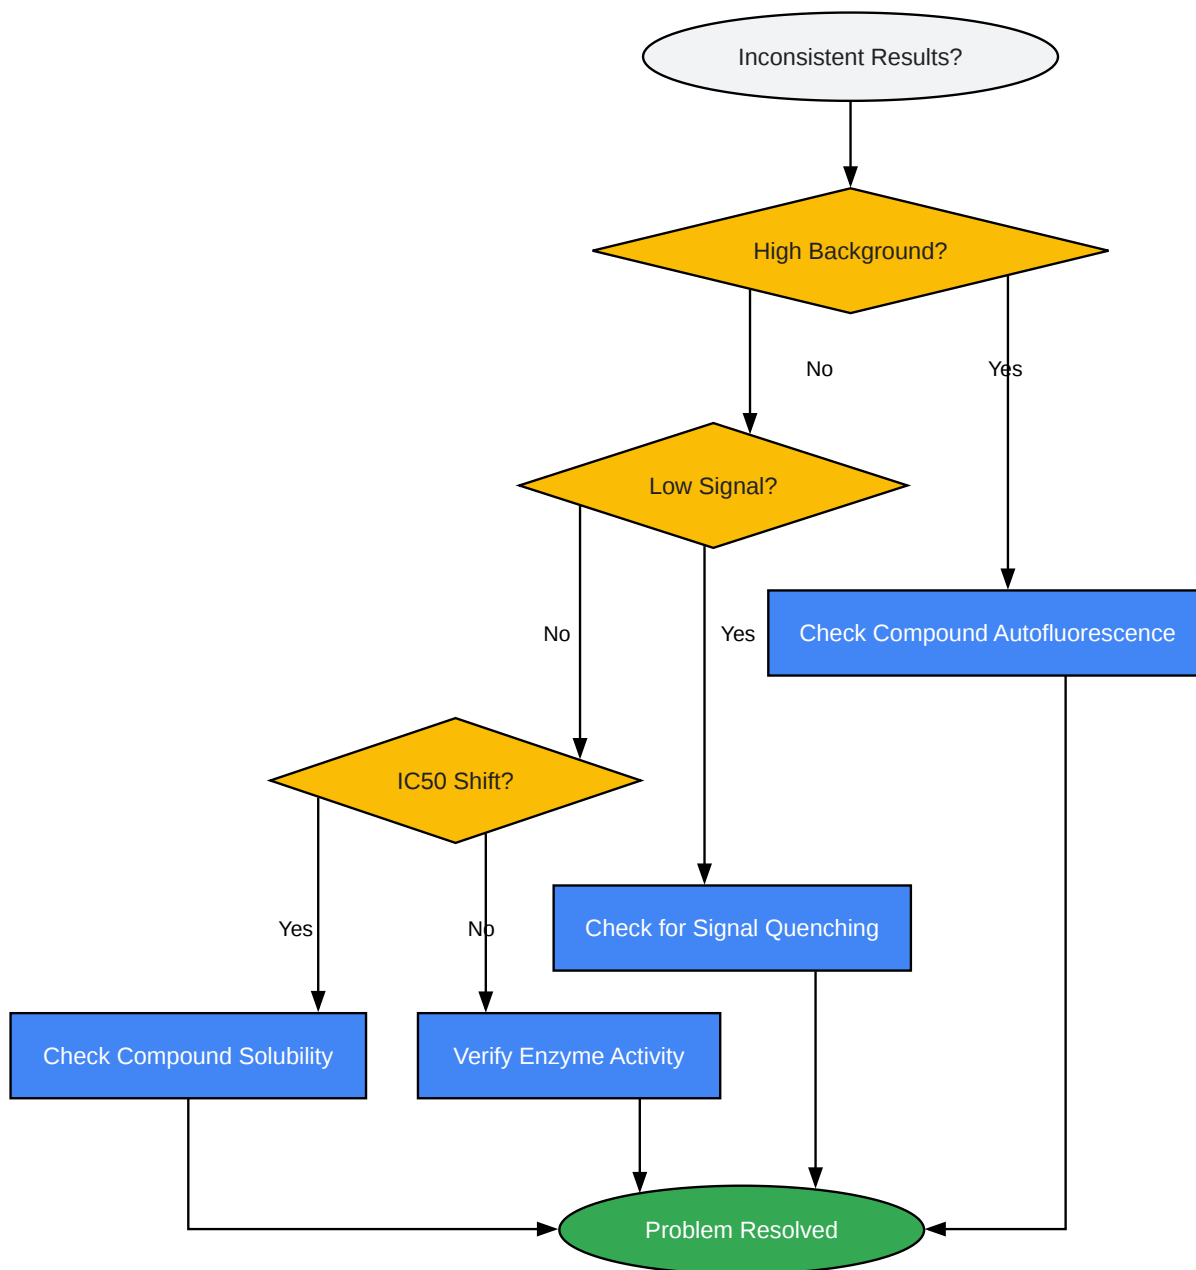 Inconsistent Results?
High Background?
No
Yes
Low Signal?
No
Yes
Check Compound Autofluorescence
IC50 Shift?
Yes
No
Check for Signal Quenching
Check Compound Solubility
Verify Enzyme Activity
Problem Resolved